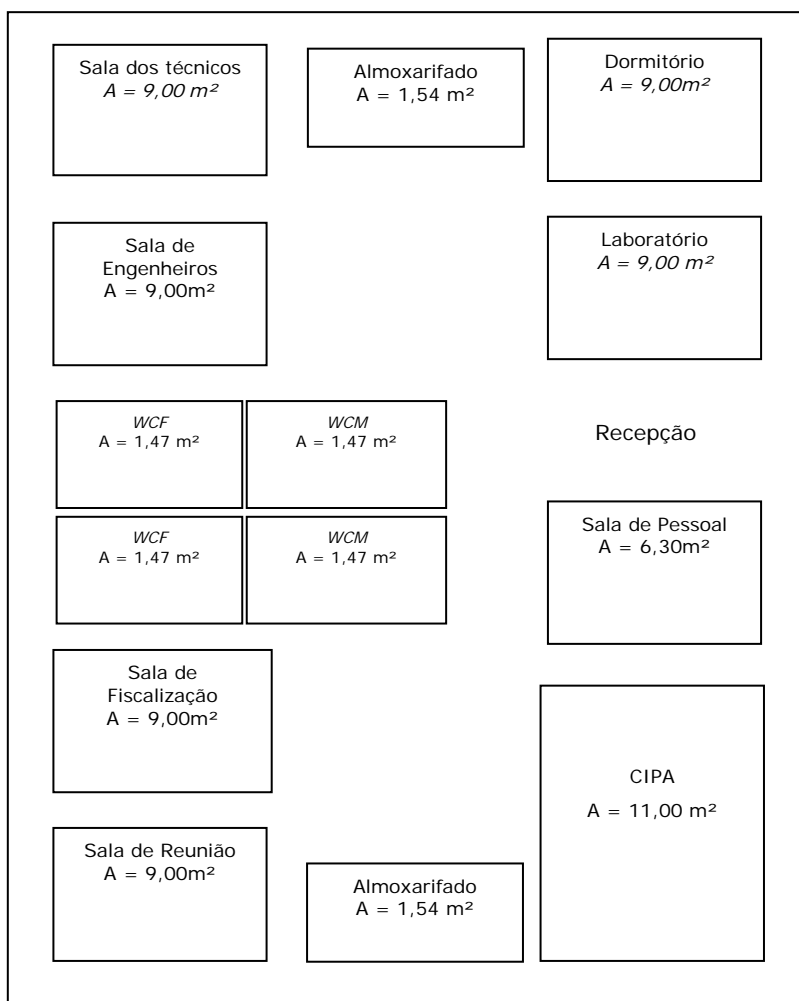 Sala dos técnicos
A = 9,00 m²
Almoxarifado
A = 1,54 m²
Dormitório
A = 9,00m²
Sala de
Engenheiros
A = 9,00m²
Laboratório
A = 9,00 m²
WCF
A = 1,47 m²
WCM
A = 1,47 m²
Recepção
WCF
A = 1,47 m²
WCM
A = 1,47 m²
Sala de Pessoal
A = 6,30m²
Sala de
Fiscalização
A = 9,00m²
CIPA
A = 11,00 m²
Sala de Reunião
A = 9,00m²
Almoxarifado
A = 1,54 m²